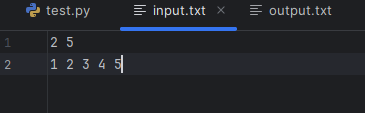 test.py input.txt × output.txt
1 2 5
2 1 2 3 4 5